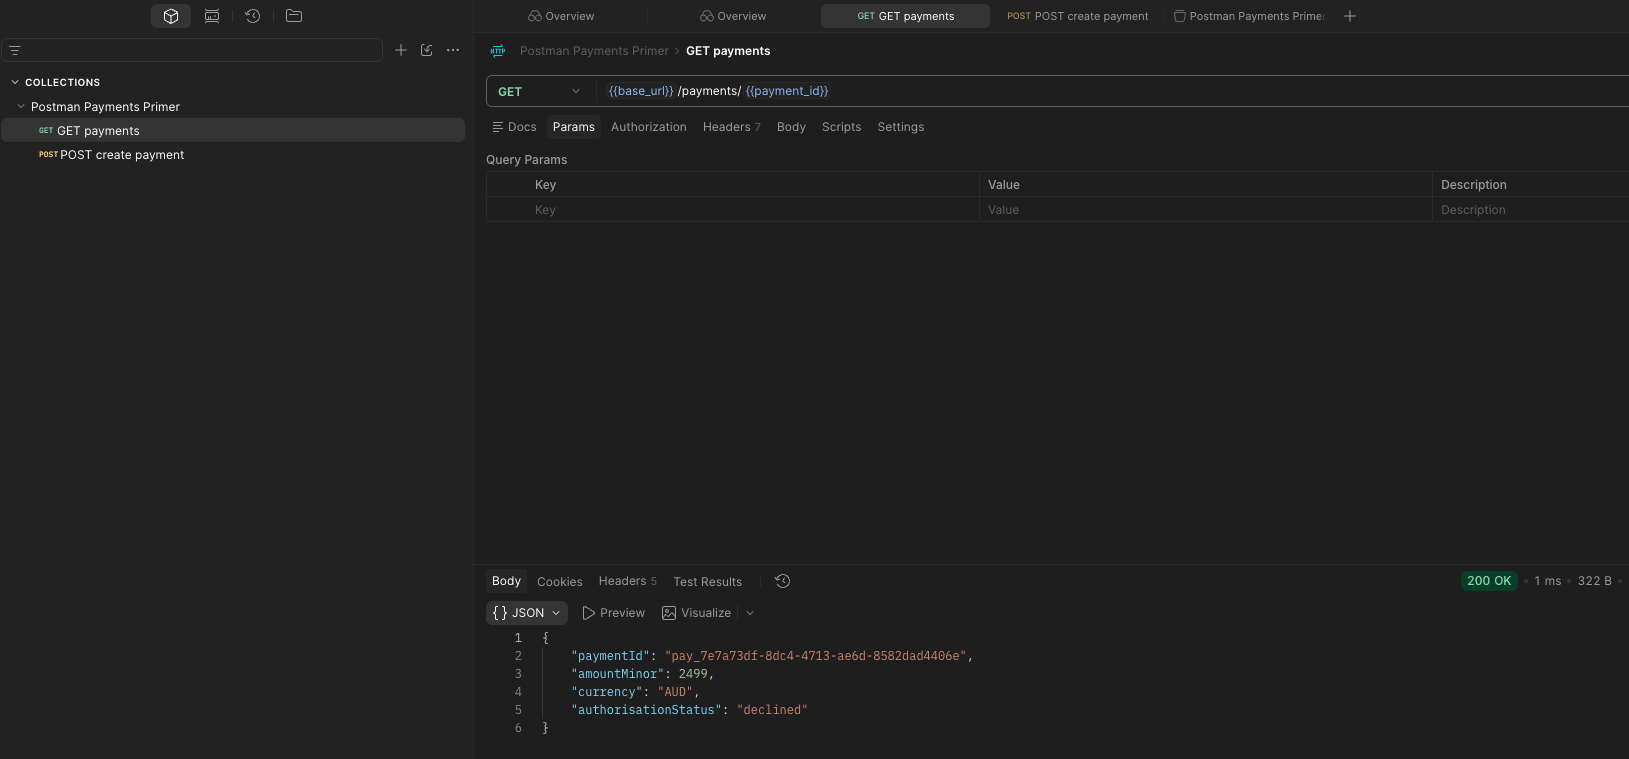 Overview
Overview
GET GET payments
POST POST create payment
Postman Payments Prime
COLLECTIONS
Postman Payments Primer
GET GET payments
POST POST create payment
HTTP Postman Payments Primer > GET payments
GET {{base_url}} /payments/ {{payment_id}}
Docs Params Authorization Headers 7 Body Scripts Settings
Query Params
Key Value Description
Key Value Description
Body Cookies Headers 5 Test Results 200 OK • 1 ms • 322 B •
{} JSON Preview Visualize
1 {
2 "paymentId": "pay_7e7a73df-8dc4-4713-ae6d-8582dad4406e",
3 "amountMinor": 2499,
4 "currency": "AUD",
5 "authorisationStatus": "declined"
6 }